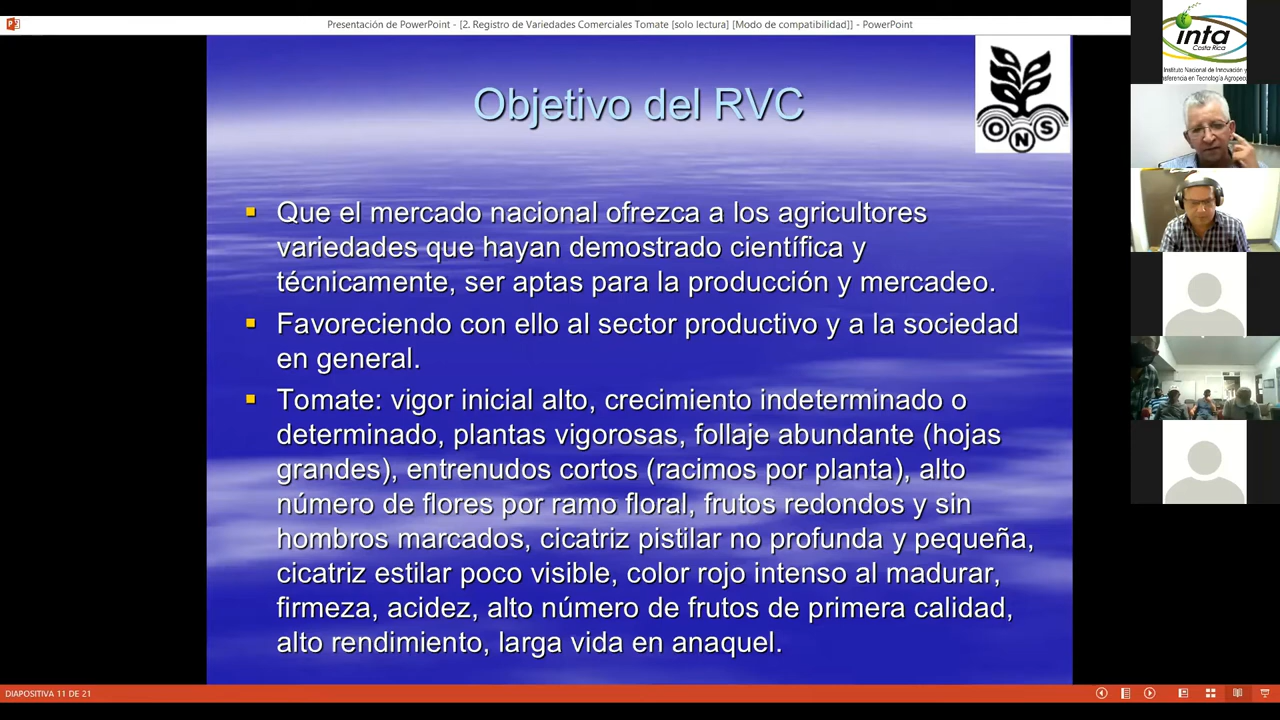 Presentación de PowerPoint - [2. Registro de Variedades Comerciales Tomate [solo lectura] [Modo de compatibilidad]] - PowerPoint
inta
Costa Rica
Instituto Nacional de Innovación y
Objetivo del RVC
ONS
Que el mercado nacional ofrezca a los agricultores
variedades que hayan demostrado científica y
técnicamente, ser aptas para la producción y mercadeo.
Favoreciendo con ello al sector productivo y a la sociedad
en general.
Tomate: vigor inicial alto, crecimiento indeterminado o
determinado, plantas vigorosas, follaje abundante (hojas
grandes), entrenudos cortos (racimos por planta), alto
número de flores por ramo floral, frutos redondos y sin
hombros marcados, cicatriz pistilar no profunda y pequeña,
cicatriz estilar poco visible, color rojo intenso al madurar,
firmeza, acidez, alto número de frutos de primera calidad,
alto rendimiento, larga vida en anaquel.
DIAPOSITIVA 11 DE 21